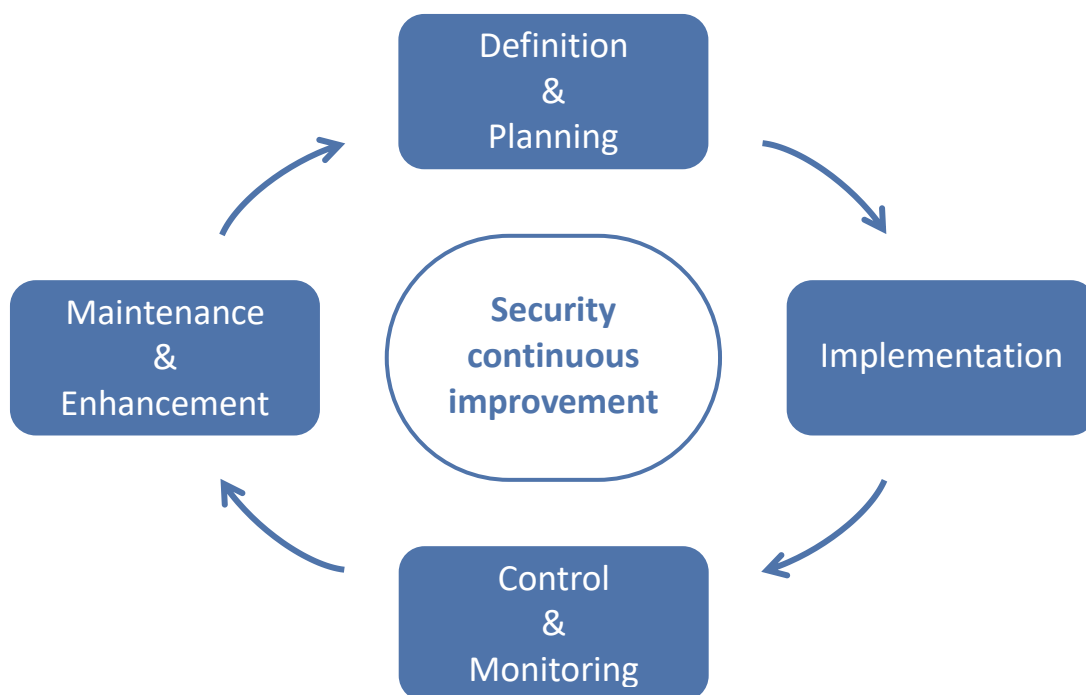 Definition
&
Planning
Maintenance
&
Enhancement
Security
continuous
improvement
Implementation
Control
&
Monitoring